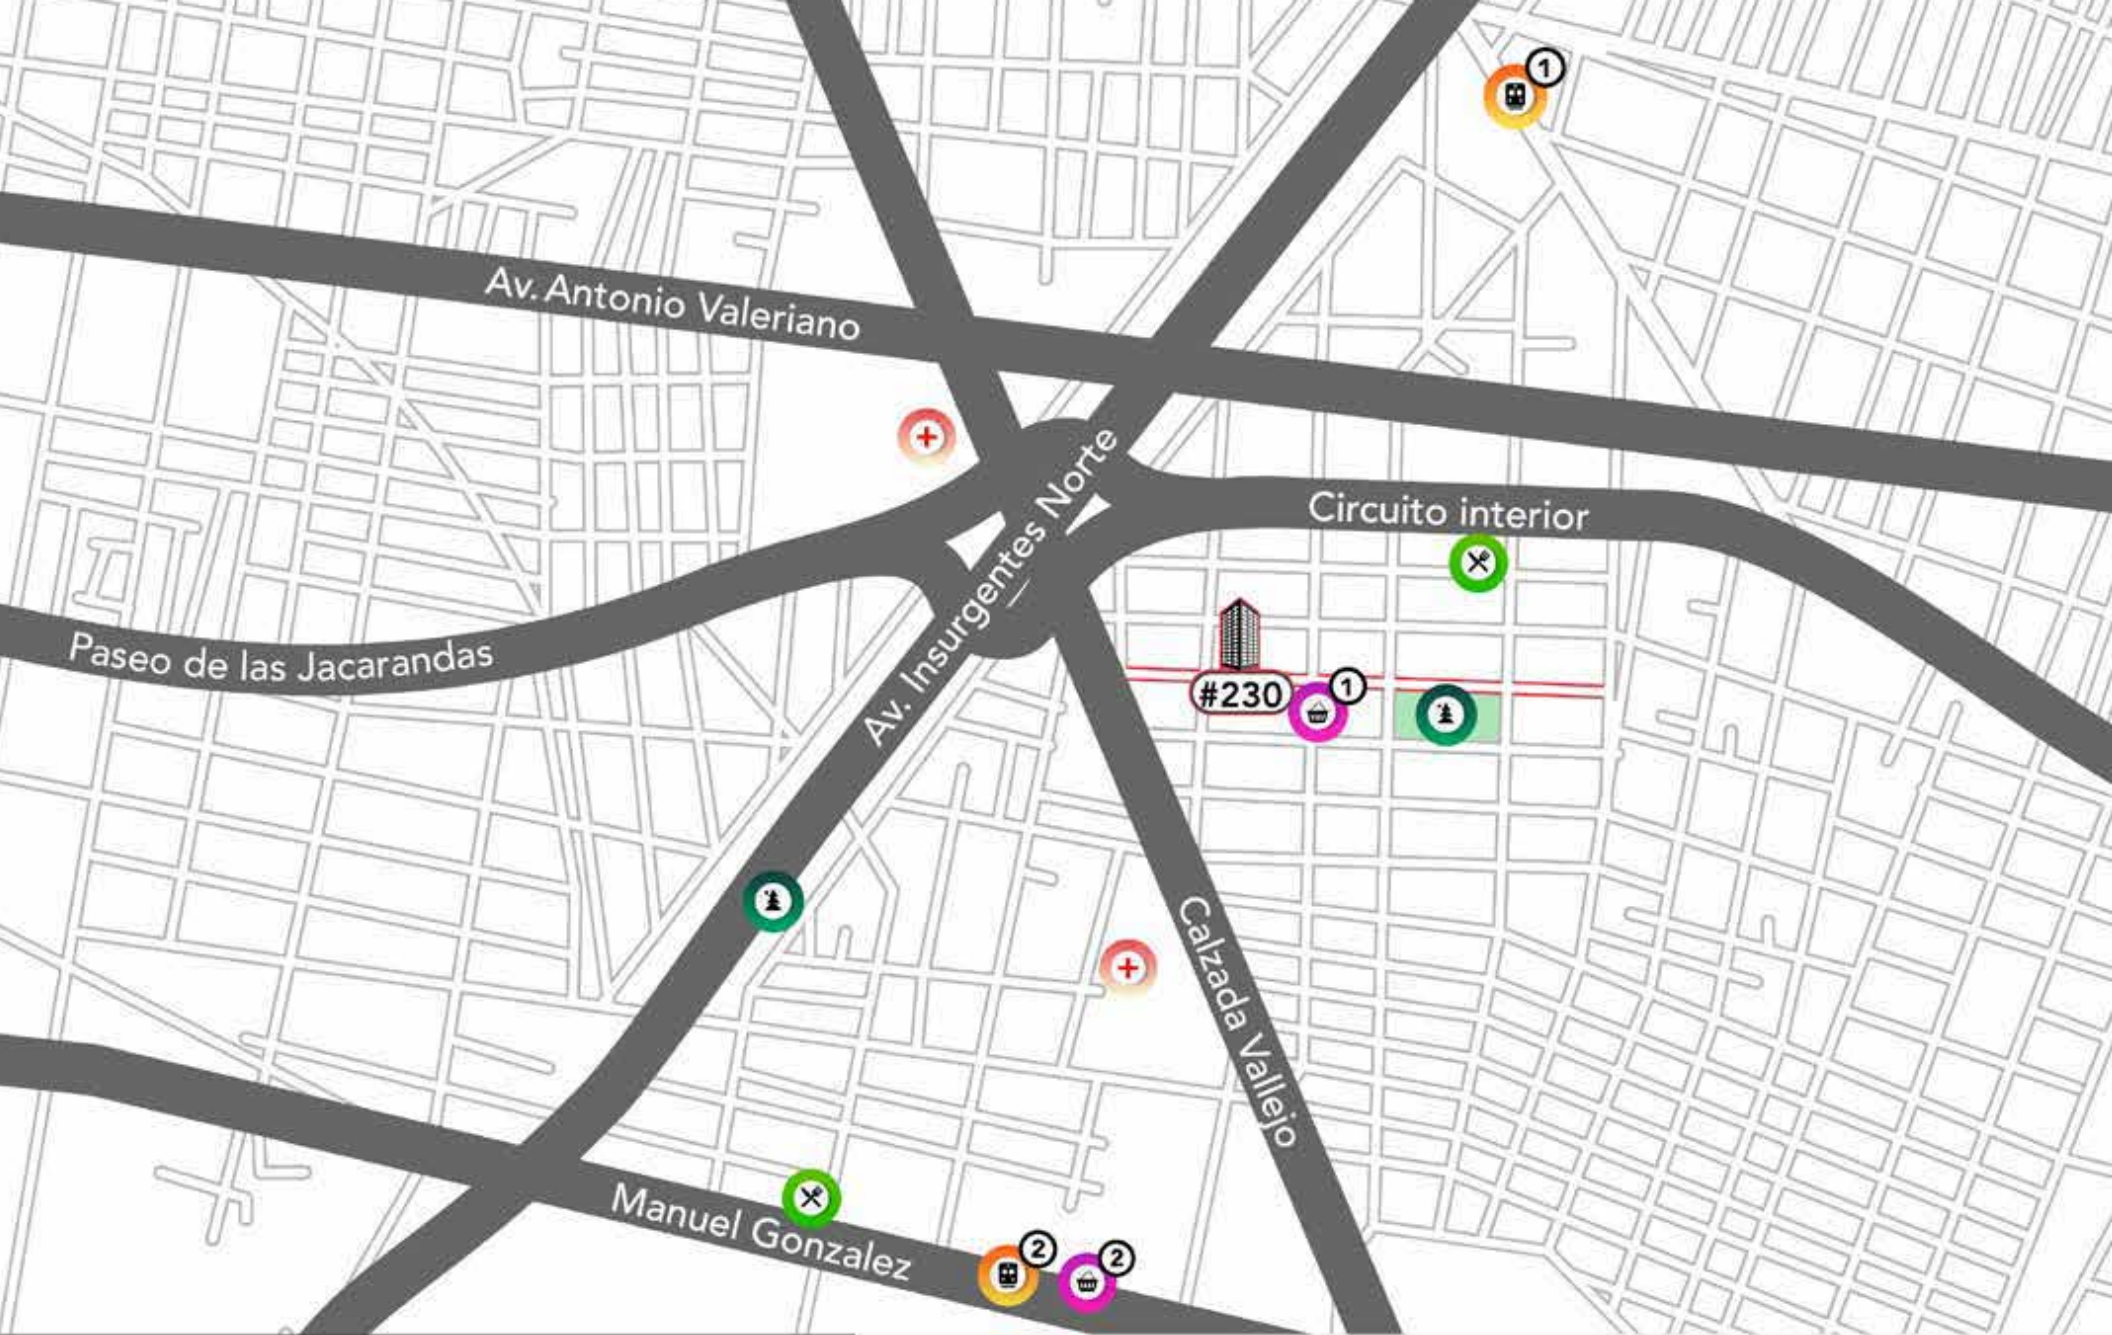 1
Av. Antonio Valeriano
Av. Insurgentes Norte
Circuito interior
Paseo de las Jacarandas
#230
1
Calzada Vallejo
Manuel Gonzalez
2
2